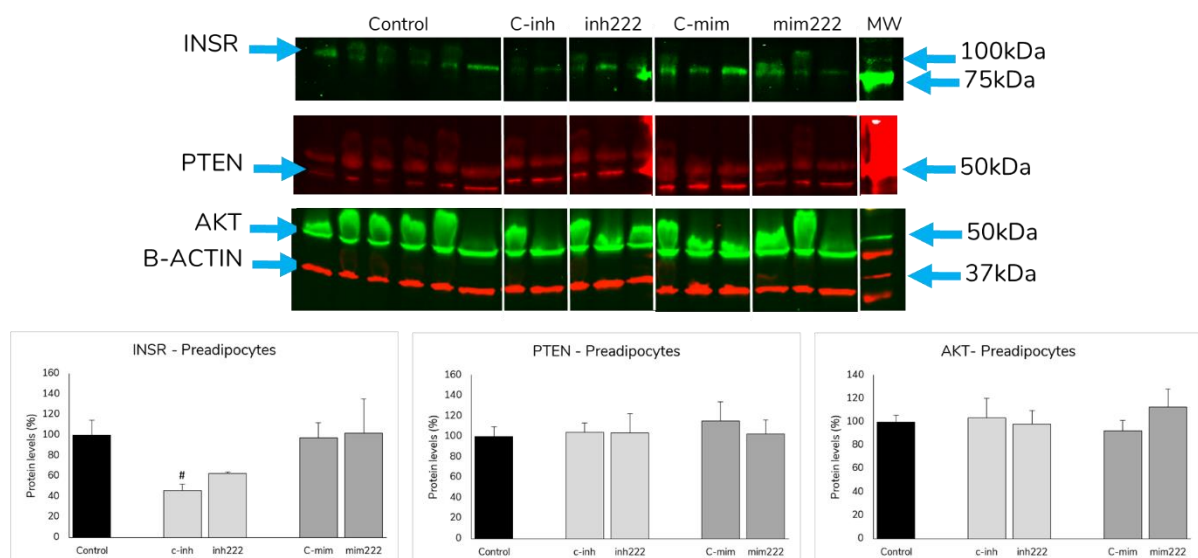 Control C-inh inh222 C-mim mim222 MW
INSR
100kDa
75kDa
PTEN
50kDa
AKT
50kDa
B-ACTIN
37kDa
INSR - Preadipocytes
Protein levels (%)
160
140
120
100
80
60
40
20
0
#
Control c-inh inh222 C-mim mim222
PTEN - Preadipocytes
Protein levels (%)
160
140
120
100
80
60
40
20
0
Control c-inh inh222 C-mim mim222
AKT- Preadipocytes
Protein levels (%)
140
120
100
80
60
40
20
0
Control c-inh inh222 C-mim mim222